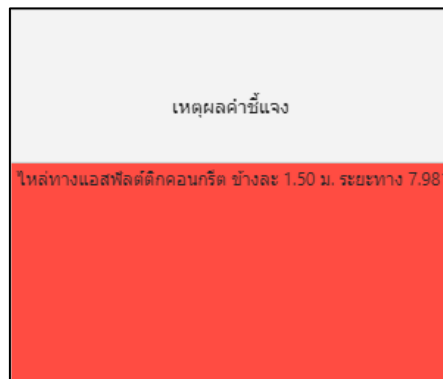 เหตุผลคำชี้แจง
ไหล่ทางแอสฟัลต์ติกคอนกรีต ข้างละ 1.50 ม. ระยะทาง 7.98